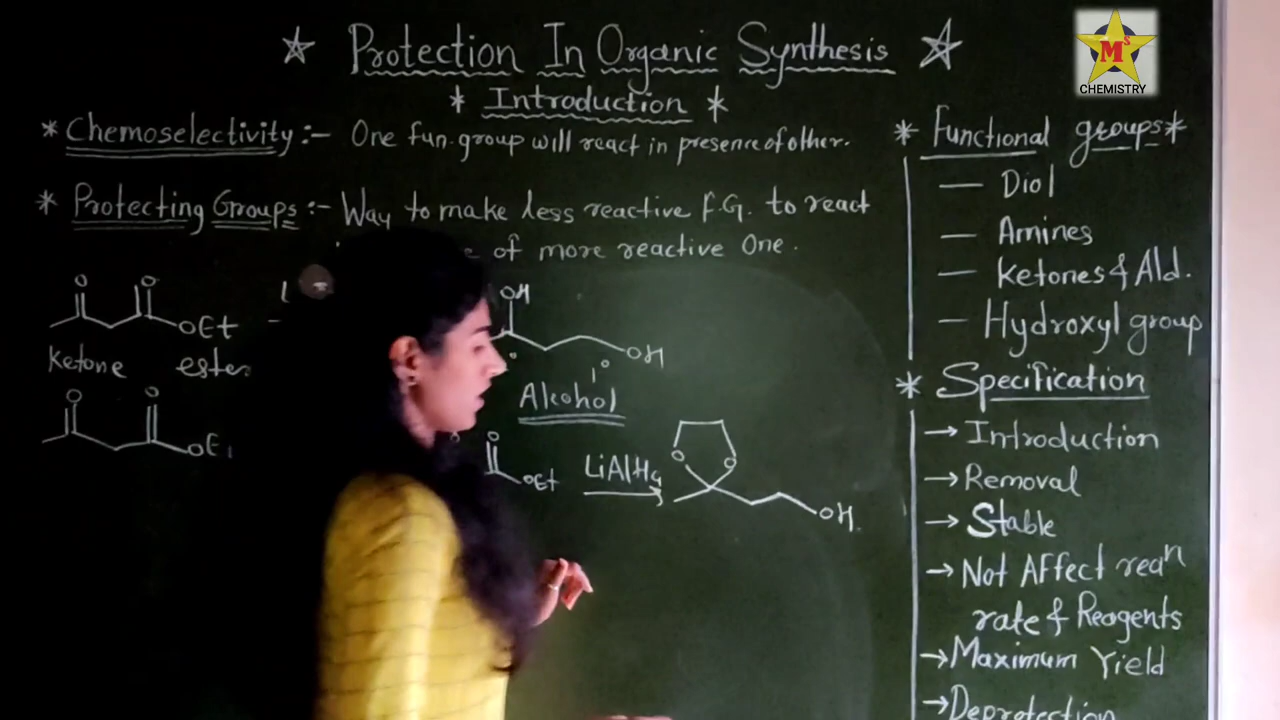 ☆ Protection In Organic Synthesis ☆
* Introduction *
* Chemoselectivity :- One fun. group will react in presence of other.
* Protecting Groups :- Way to make less reactive F.G. to react
of more reactive One.
O O OEt
OH OH
Ketone ester
1°
Alcohol
O O OE
O OEt LiAlH4 O O OH
M's
CHEMISTRY
* Functional groups *
— Diol
— Amines
— Ketones & Ald.
— Hydroxyl group
* Specification
→ Introduction
→ Removal
→ Stable
→ Not Affect reaⁿ
rate & Reagents
→ Maximum Yield
→ Deprotection